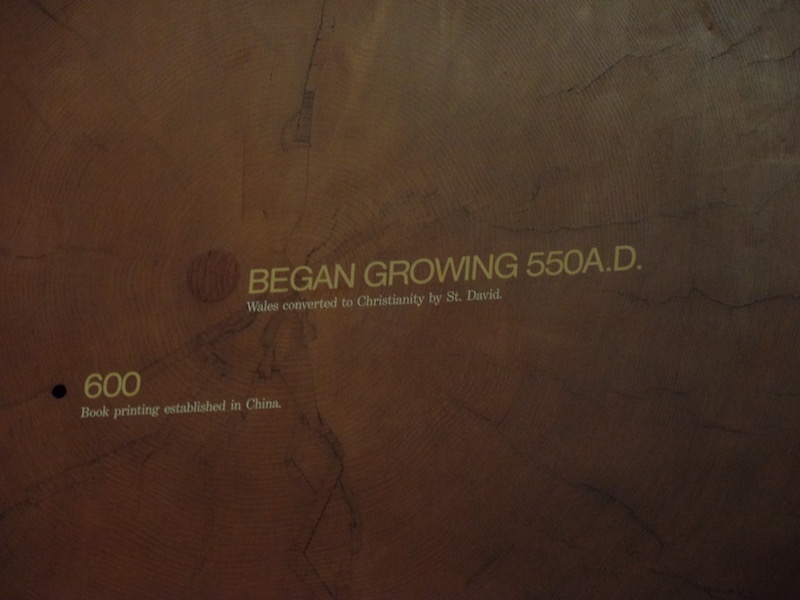 BEGAN GROWING 550A.D.
Wales converted to Christianity by St. David.
600
Book printing established in China.